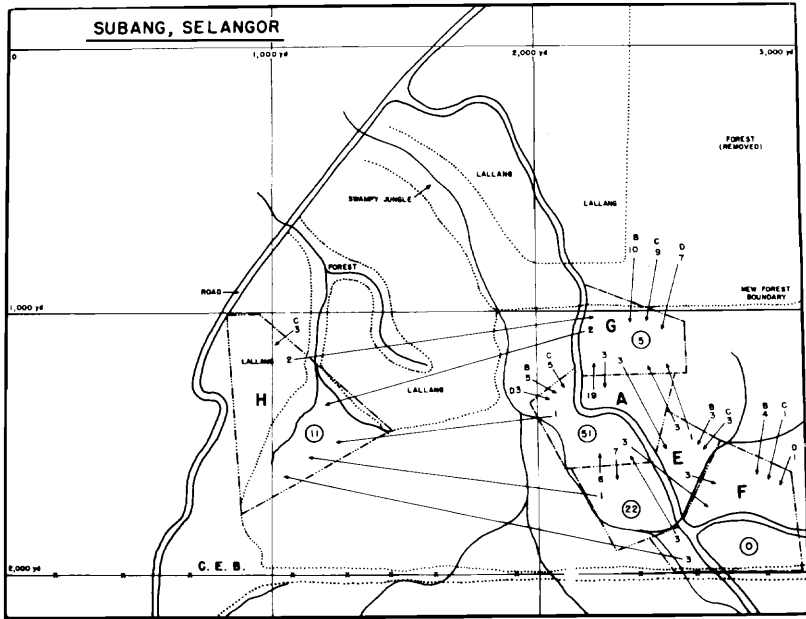 SUBANG, SELANGOR
0
1,000 yd
2,000 yd
3,000 yd
FOREST
(REMOVED)
LALLANG
SWAMPY JUNGLE
LALLANG
B
10
C
9
D
7
FOREST
ROAD
NEW FOREST
BOUNDARY
1,000 yd
C
3
G
2
5
LALLANG
2
3
3
B
5
C
5
LALLANG
D3
19
A
H
B
3
C
3
B
4
C
1
1
1
11
51
3
7
E
D
1
3
F
6
1
22
3
0
3
C. E. B.
2,000 yd